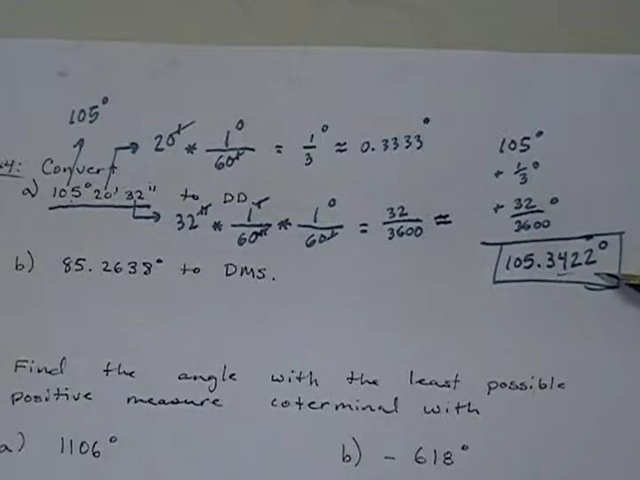 105°
20' * 1°/60' = 1/3° ≈ 0.3333°
105°
+ 1/3°
+ 32/3600°
105.3422°
4: Convert
a) 105°20'32" to DD
32" * 1'/60" * 1°/60' = 32/3600 ≈
b) 85.2638° to DMS.
Find the angle with the least possible
positive measure coterminal with
a) 1106° b) - 618°